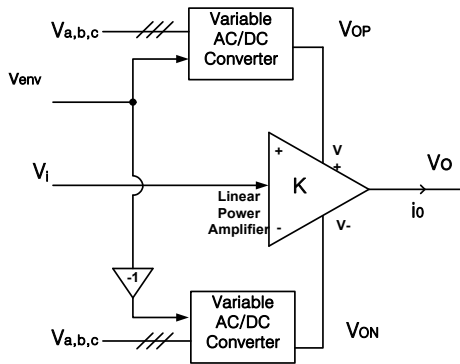 Va,b,c
Variable
AC/DC
Converter
VOP
venv
Vi
+
V
+
K
Linear
Power
Amplifier
-
V-
Vo
io
-1
Va,b,c
Variable
AC/DC
Converter
VON